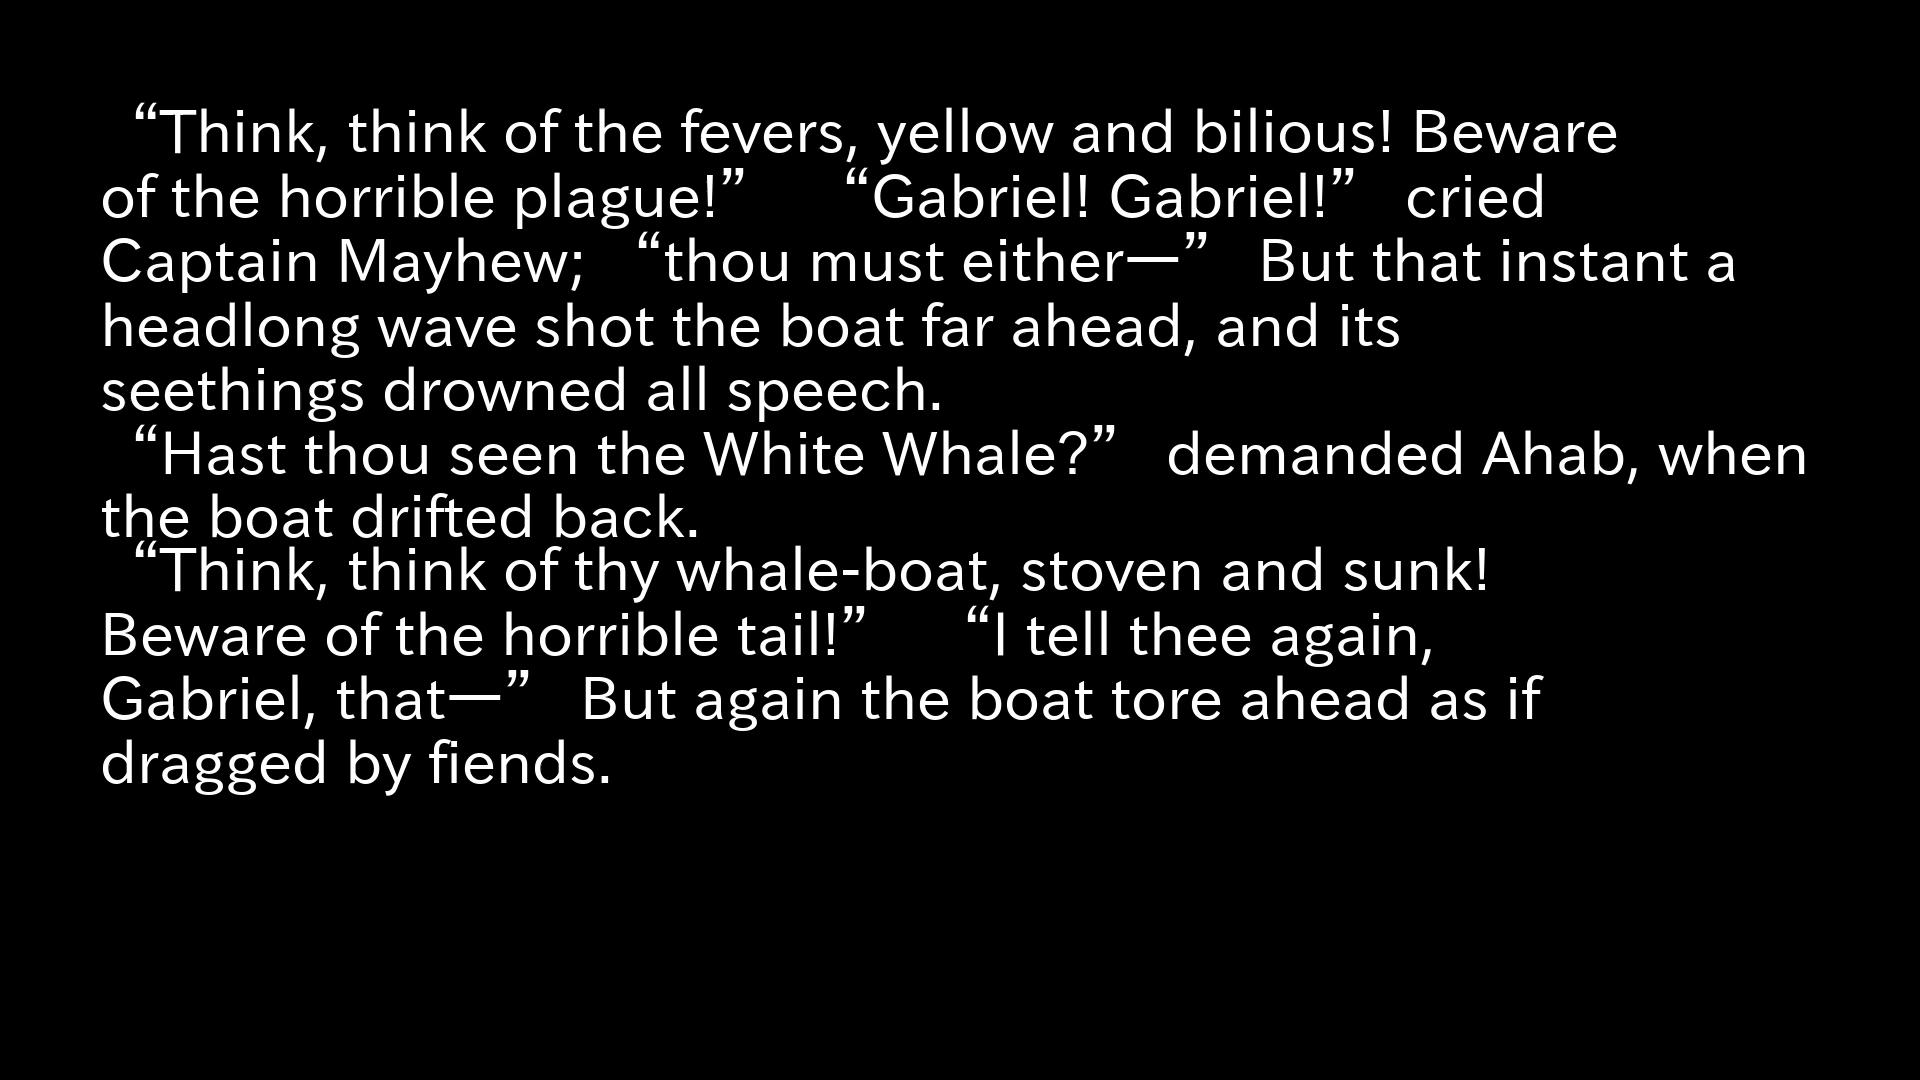 “Think, think of the fevers, yellow and bilious! Beware
of the horrible plague!” “Gabriel! Gabriel!” cried
Captain Mayhew; “thou must either—” But that instant a
headlong wave shot the boat far ahead, and its
seethings drowned all speech.
“Hast thou seen the White Whale?” demanded Ahab, when
the boat drifted back.
“Think, think of thy whale-boat, stoven and sunk!
Beware of the horrible tail!” “I tell thee again,
Gabriel, that—” But again the boat tore ahead as if
dragged by fiends.